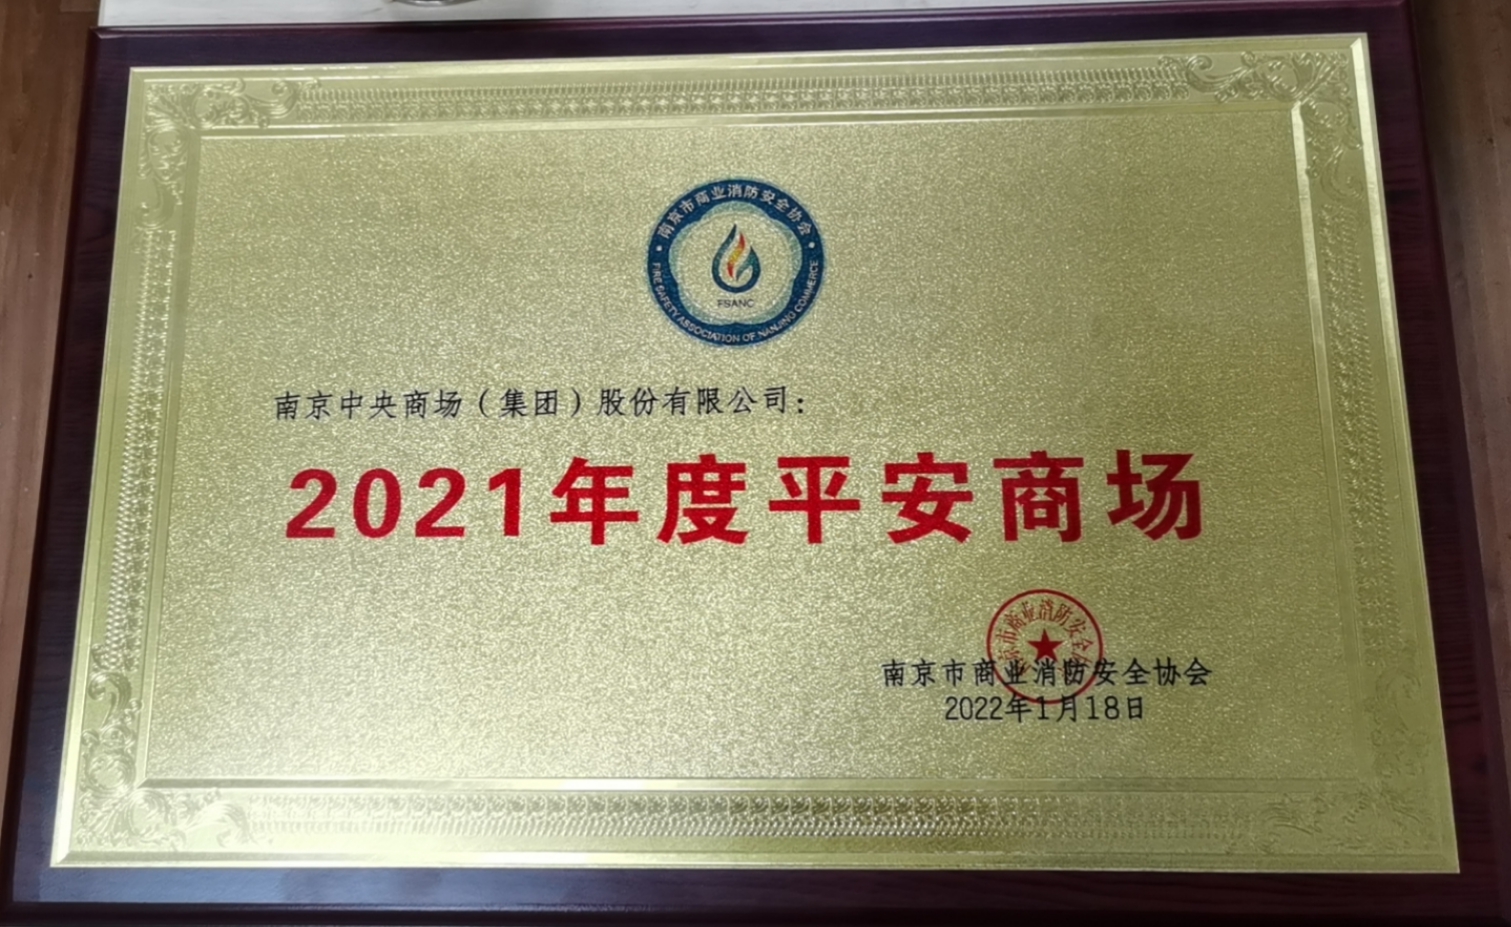 南京市商业消防安全协会
FSANC
FIRE SAFETY ASSOCIATION OF NANJING COMMERCE
南京中央商场（集团）股份有限公司：
2021年度平安商场
南京市商业消防安全协会
南京市商业消防安全协会
2022年1月18日